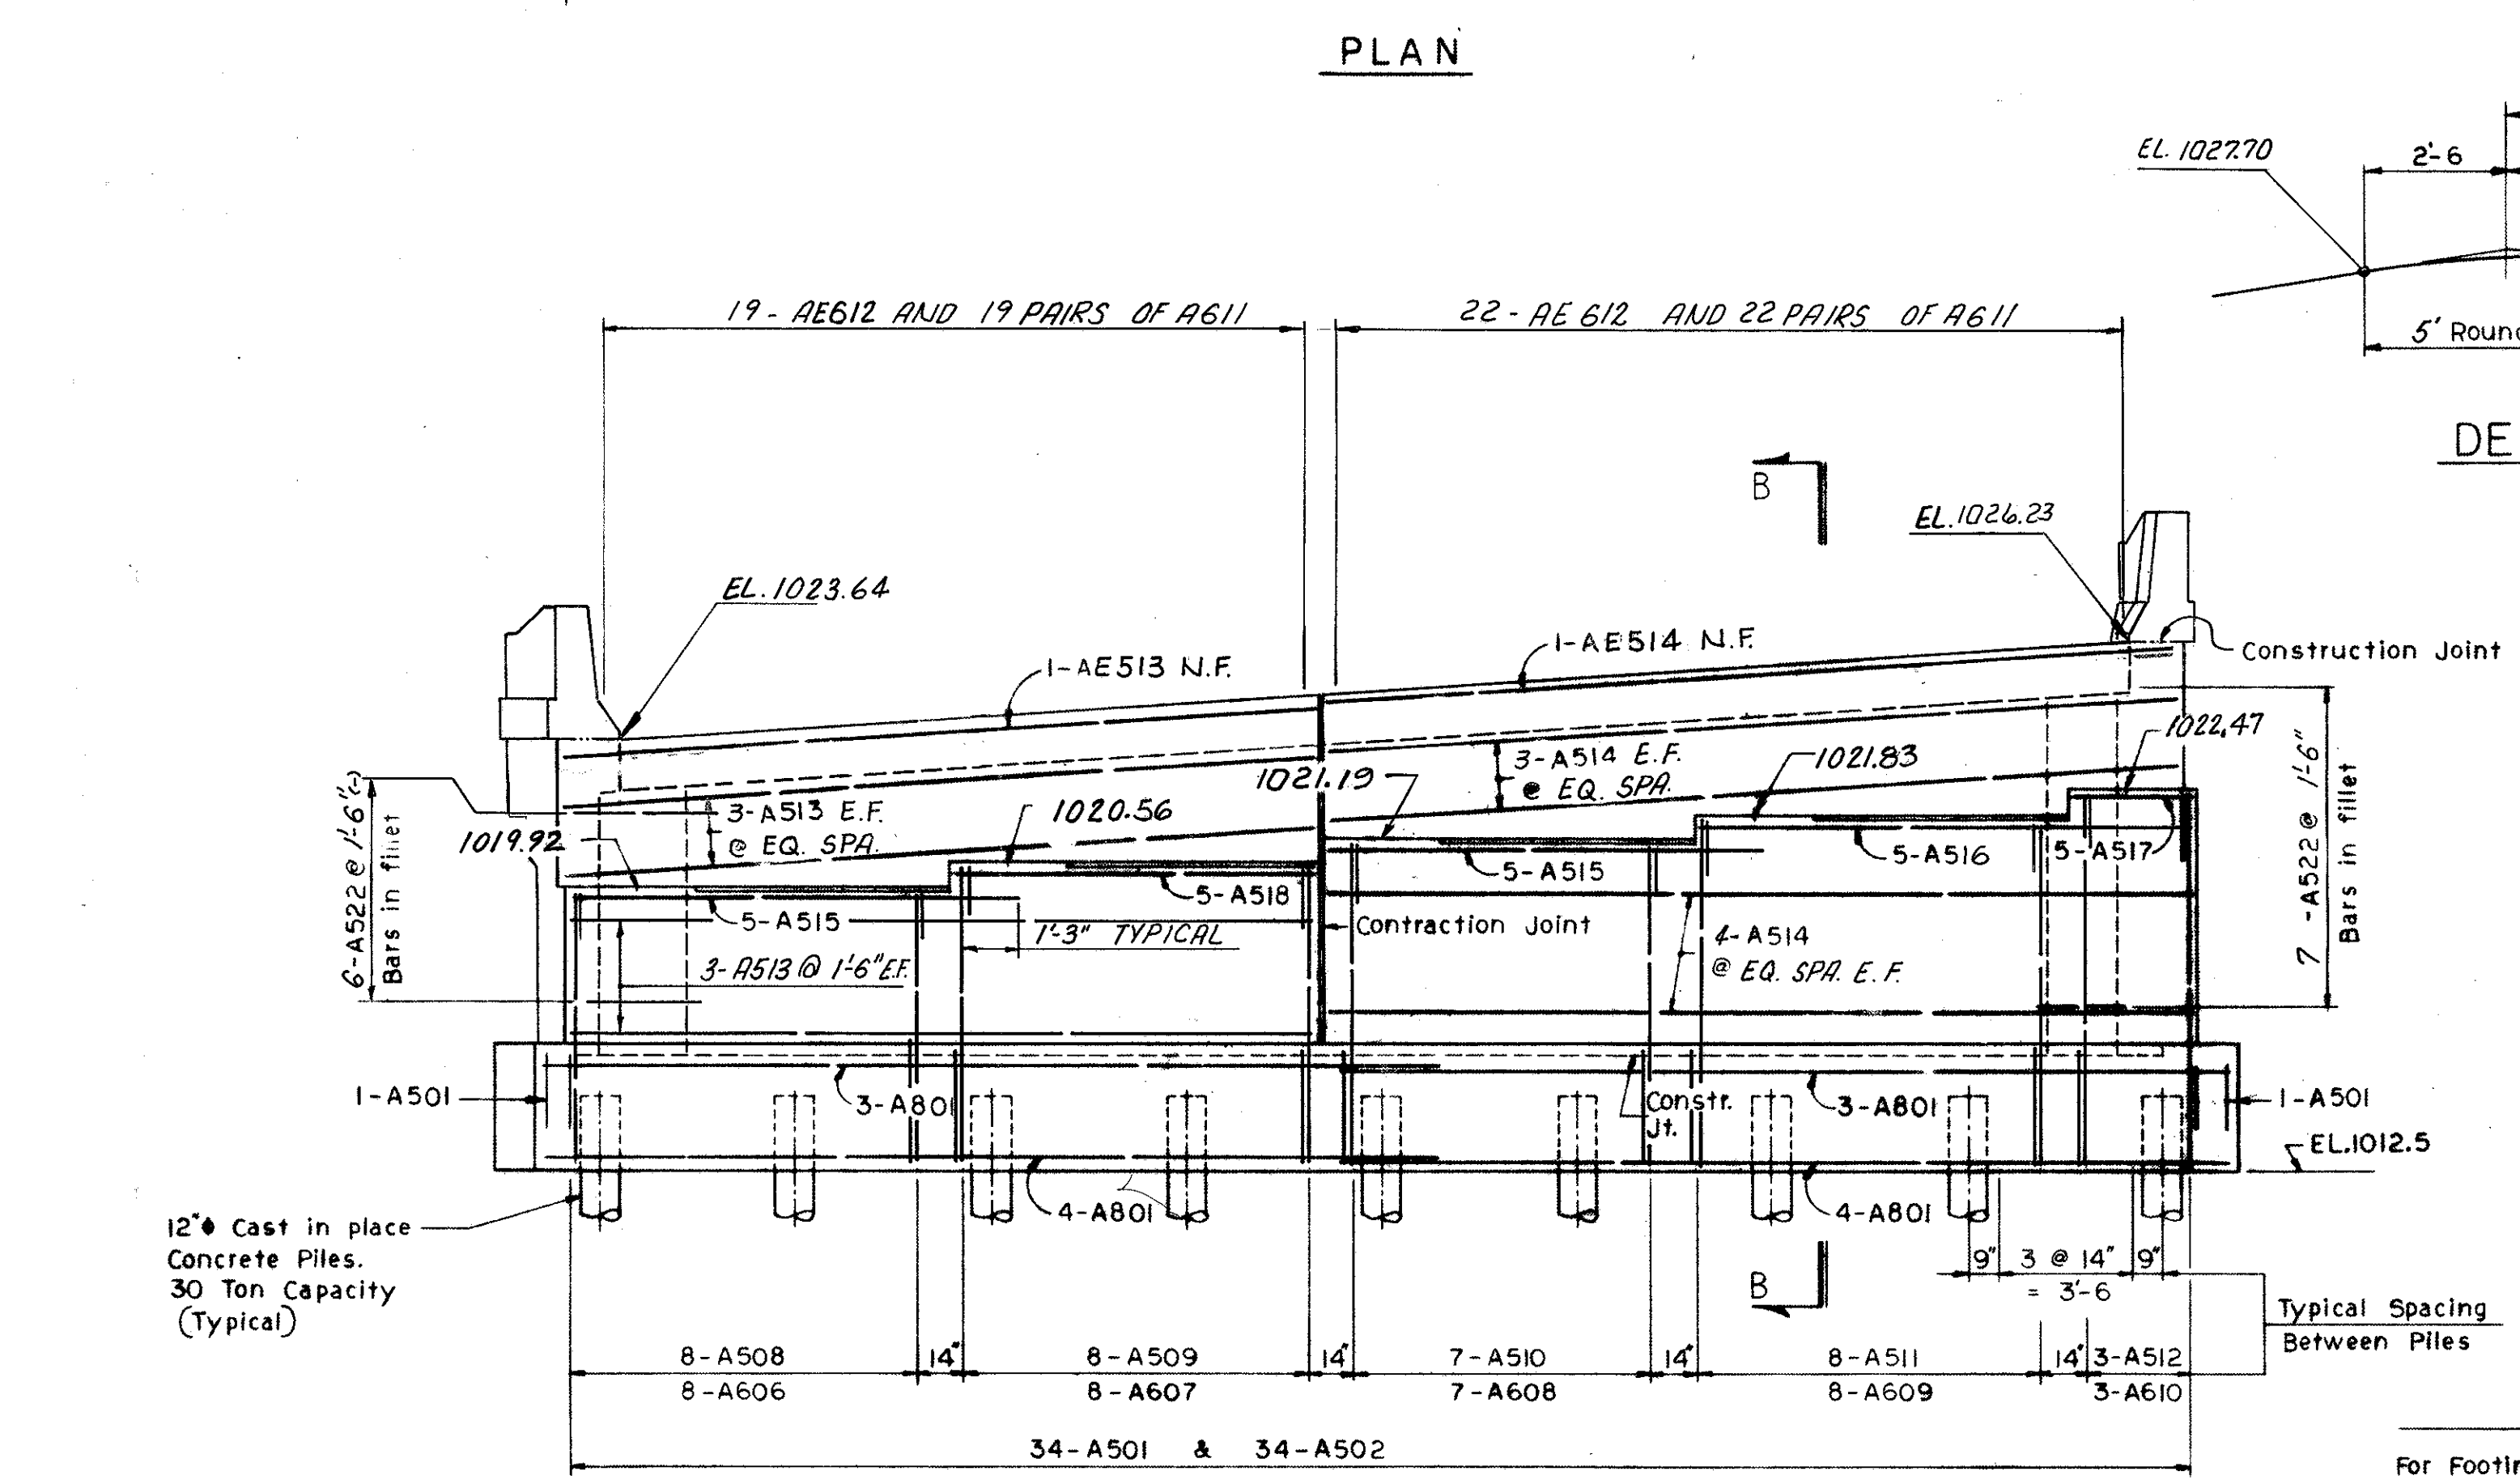 PLAN
EL. 1027.70
2'-6
5' Roun
DE
19 - AE612 AND 19 PAIRS OF A611
22 - AE 612 AND 22 PAIRS OF A611
B
EL. 1026.23
EL. 1023.64
1-AE514 N.F.
Construction Joint
1-AE513 N.F.
1022.47
3-A514 E.F.
@ EQ. SPA.
1021.83
1021.19
3-A513 E.F.
@ EQ. SPA.
1020.56
1019.92
6-A522 @ 1'-6"(-)
Bars in fillet
7 -A522 @ 1'-6"
Bars in fillet
5-A516
5-A517
5-A515
5-A518
5-A515
Contraction Joint
1'-3" TYPICAL
4-A514
@ EQ. SPA. E.F.
3-A513 @ 1'-6" E.F.
1-A501
3-A801
Constr.
Jt.
3-A801
1-A501
EL.1012.5
4-A801
4-A801
12"ϕ Cast in place
Concrete Piles.
30 Ton Capacity
(Typical)
9" 3 @ 14" 9"
= 3'-6
B
Typical Spacing
Between Piles
8-A508 14" 8-A509 14" 7-A510 14" 8-A511 14" 3-A512
8-A606 8-A607 7-A608 8-A609 3-A610
34-A501 & 34-A502
For Footin